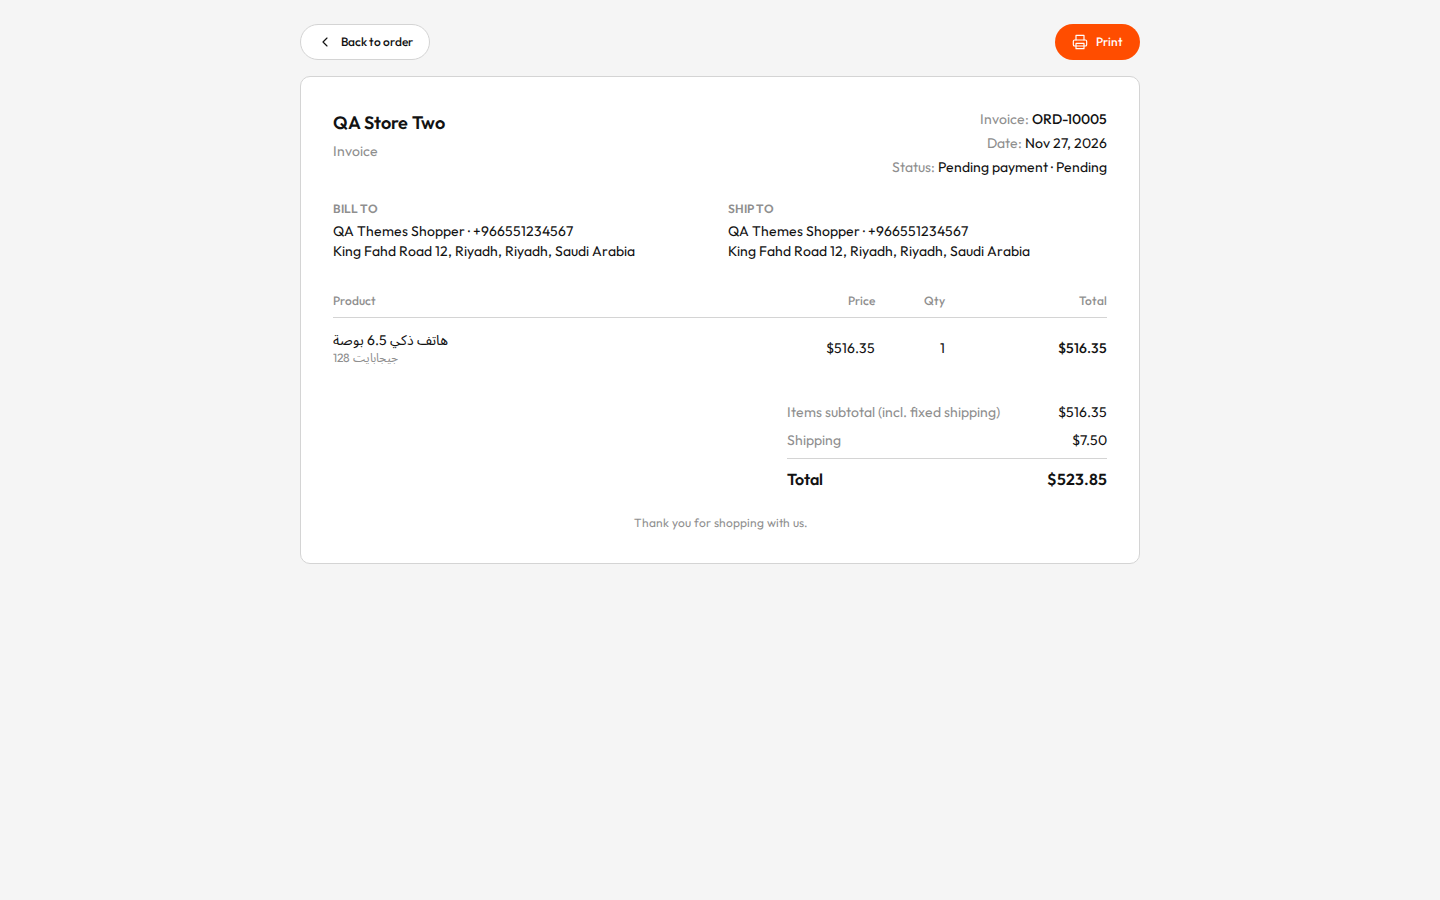 Back to order
Print
QA Store Two
Invoice
Invoice: ORD-10005
Date: Nov 27, 2026
Status: Pending payment · Pending
BILL TO
QA Themes Shopper · +966551234567
King Fahd Road 12, Riyadh, Riyadh, Saudi Arabia
SHIP TO
QA Themes Shopper · +966551234567
King Fahd Road 12, Riyadh, Riyadh, Saudi Arabia
Product Price Qty Total
هاتف ذكي 6.5 بوصة $516.35 1 $516.35
128 جيجابايت
Items subtotal (incl. fixed shipping) $516.35
Shipping $7.50
Total $523.85
Thank you for shopping with us.